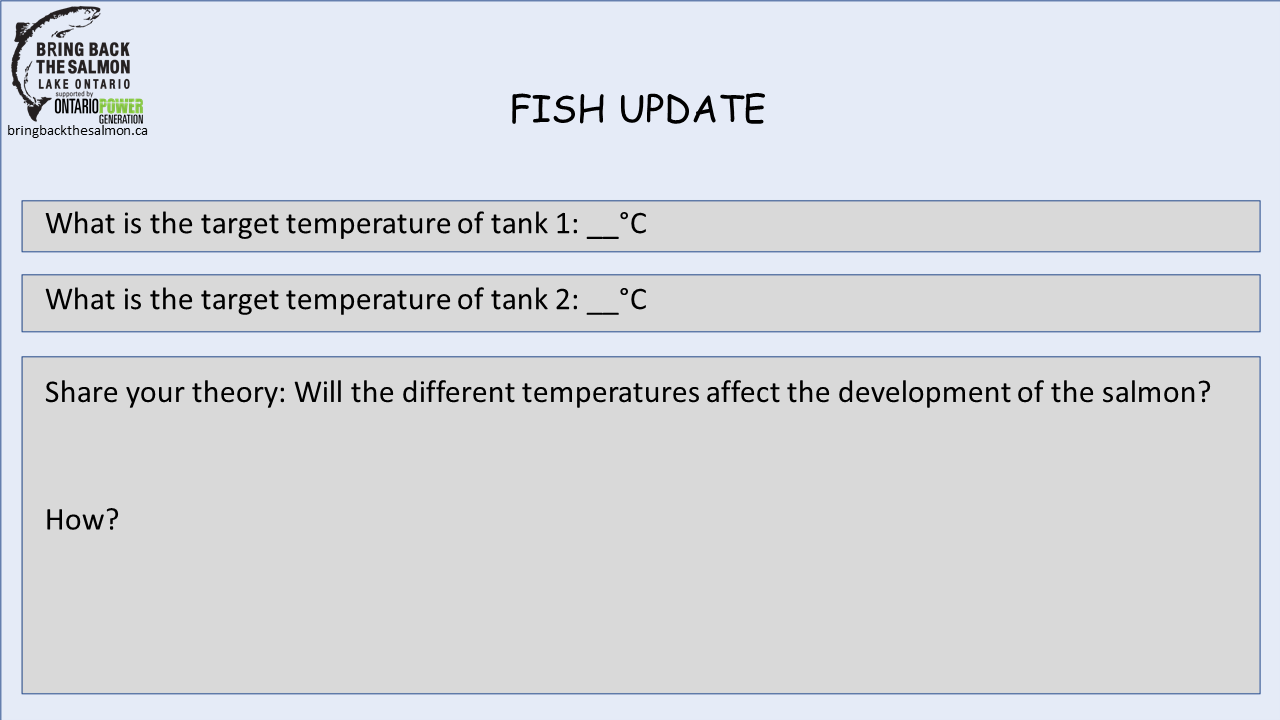 BRING BACK
THE SALMON
LAKE ONTARIO
supported by
ONTARIOPOWER
GENERATION
bringbackthesalmon.ca
FISH UPDATE
What is the target temperature of tank 1: __°C
What is the target temperature of tank 2: __°C
Share your theory: Will the different temperatures affect the development of the salmon?
How?